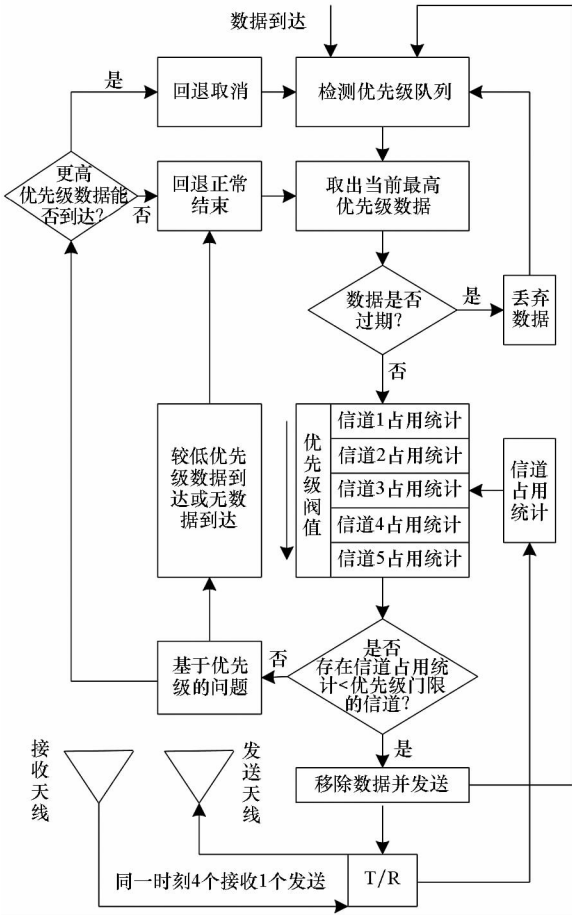 数据到达
是
回退取消
检测优先级队列
更高
优先级数据能
否到达?
否
回退正常
结束
取出当前最高
优先级数据
数据是否
过期?
是
丢弃
数据
否
较低优先
级数据到
达或无数
据到达
优先级阀值
信道1占用统计
信道2占用统计
信道3占用统计
信道4占用统计
信道5占用统计
信道
占用
统计
基于优先
级的问题
否
是否
存在信道占用统
计<优先级门限
的信道?
是
接收天线
发送天线
移除数据并发送
同一时刻4个接收1个发送
T/R